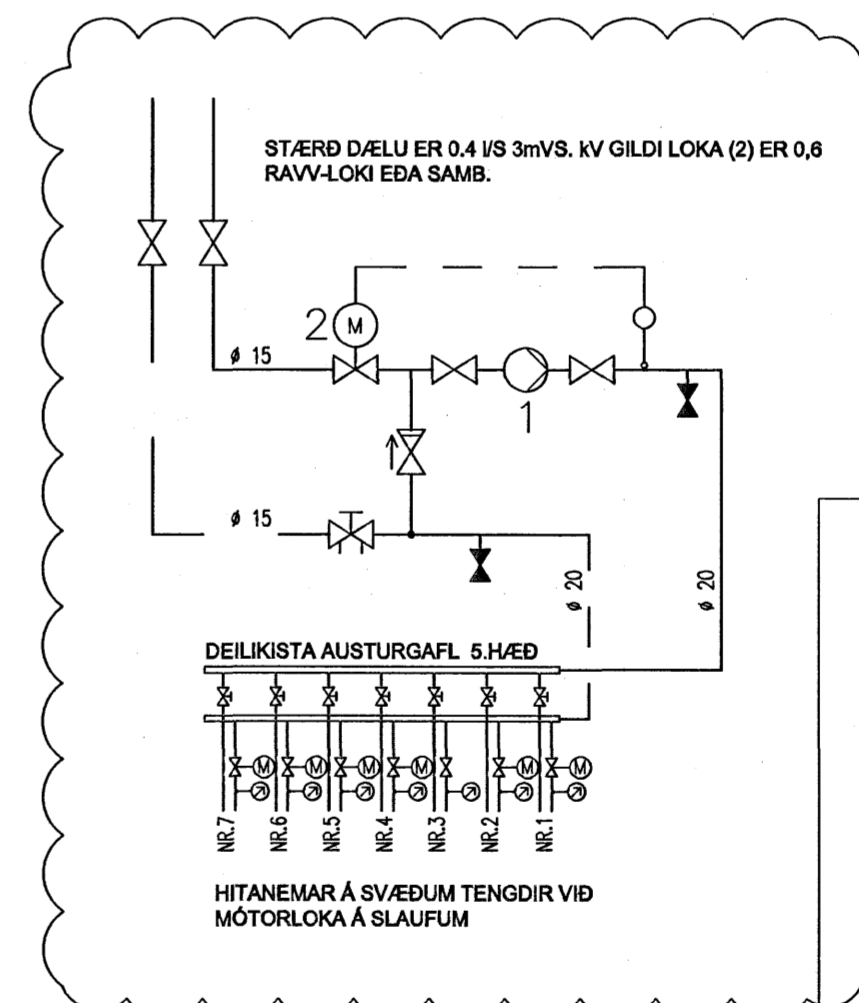 STÆRÐ DÆLU ER 0.4 l/S 3mVS. kV GILDI LOKA (2) ER 0,6
RAVV-LOKI EÐA SAMB.
2
M
ø 15
1
ø 15
ø 20
ø 20
DEILIKISTA AUSTURGAFL 5.HÆÐ
M M M M M M
NR.7 NR.6 NR.5 NR.4 NR.3 NR.2 NR.1
HITANEMAR Á SVÆÐUM TENGDIR VIÐ
MÓTORLOKA Á SLAUFUM